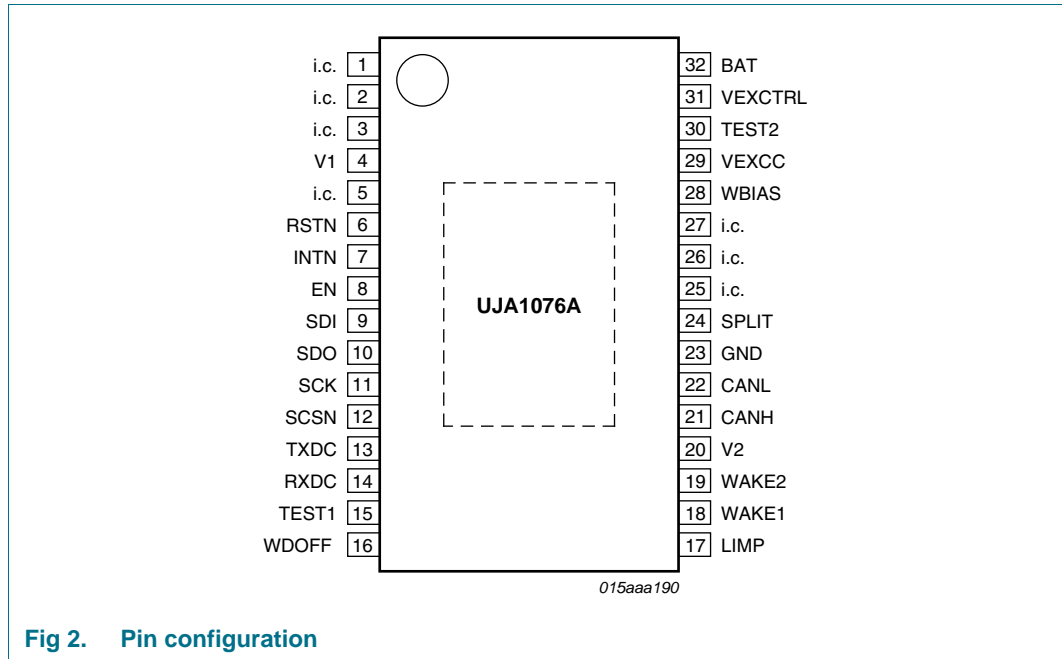 i.c. 1 32 BAT
i.c. 2 31 VEXCTRL
i.c. 3 30 TEST2
V1 4 29 VEXCC
i.c. 5 28 WBIAS
RSTN 6 27 i.c.
INTN 7 26 i.c.
EN 8 25 i.c.
UJA1076A
SDI 9 24 SPLIT
SDO 10 23 GND
SCK 11 22 CANL
SCSN 12 21 CANH
TXDC 13 20 V2
RXDC 14 19 WAKE2
TEST1 15 18 WAKE1
WDOFF 16 17 LIMP
015aaa190
Fig 2. Pin configuration